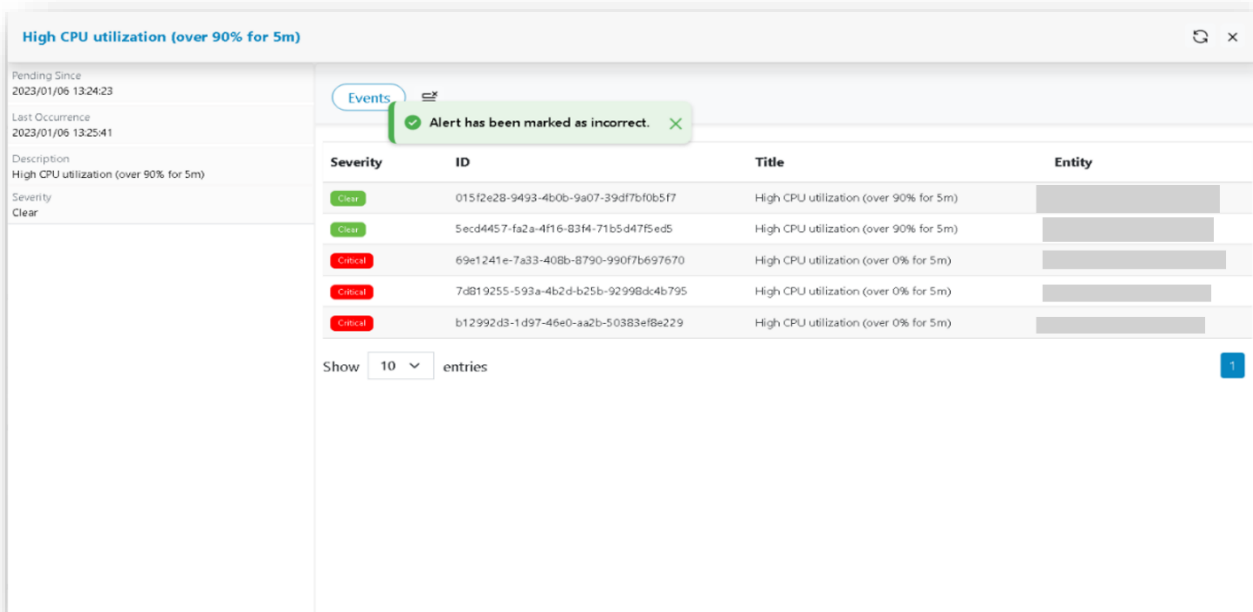 High CPU utilization (over 90% for 5m)
Pending Since
2023/01/06 13:24:23
Last Occurrence
2023/01/06 13:25:41
Description
High CPU utilization (over 90% for 5m)
Severity
Clear
Events
Alert has been marked as incorrect.
Severity ID Title Entity
Clear 015f2e28-9493-4b0b-9a07-39df7bf0b5f7 High CPU utilization (over 90% for 5m)
Clear 5ecd4457-fa2a-4f16-83f4-71b5d47f5ed5 High CPU utilization (over 90% for 5m)
Critical 69e1241e-7a33-408b-8790-990f7b697670 High CPU utilization (over 0% for 5m)
Critical 7d819255-593a-4b2d-b25b-92998dc4b795 High CPU utilization (over 0% for 5m)
Critical b12992d3-1d97-46e0-aa2b-50383ef8e229 High CPU utilization (over 0% for 5m)
Show 10 entries 1